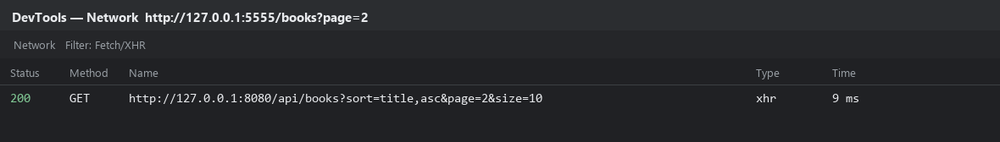 DevTools — Network http://127.0.0.1:5555/books?page=2
Network Filter: Fetch/XHR
Status Method Name Type Time
200 GET http://127.0.0.1:8080/api/books?sort=title,asc&page=2&size=10 xhr 9 ms